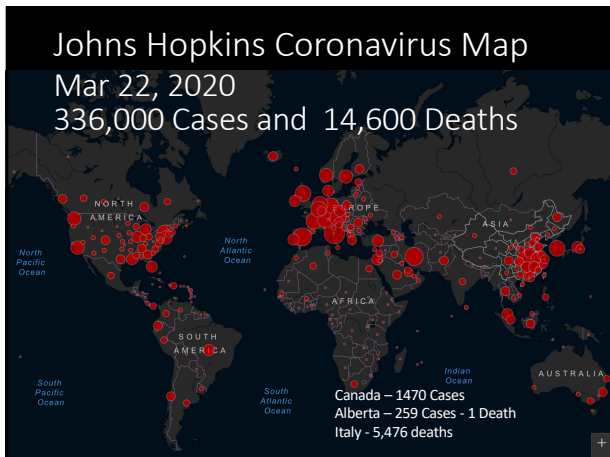 Johns Hopkins Coronavirus Map
Mar 22, 2020
336,000 Cases and 14,600 Deaths
NORTH
AMERICA
EUROPE
ASIA
North
Pacific
Ocean
North
Atlantic
Ocean
AFRICA
SOUTH
AMERICA
Indian
Ocean
AUSTRALIA
South
Pacific
Ocean
South
Atlantic
Ocean
Canada – 1470 Cases
Alberta – 259 Cases - 1 Death
Italy - 5,476 deaths
+